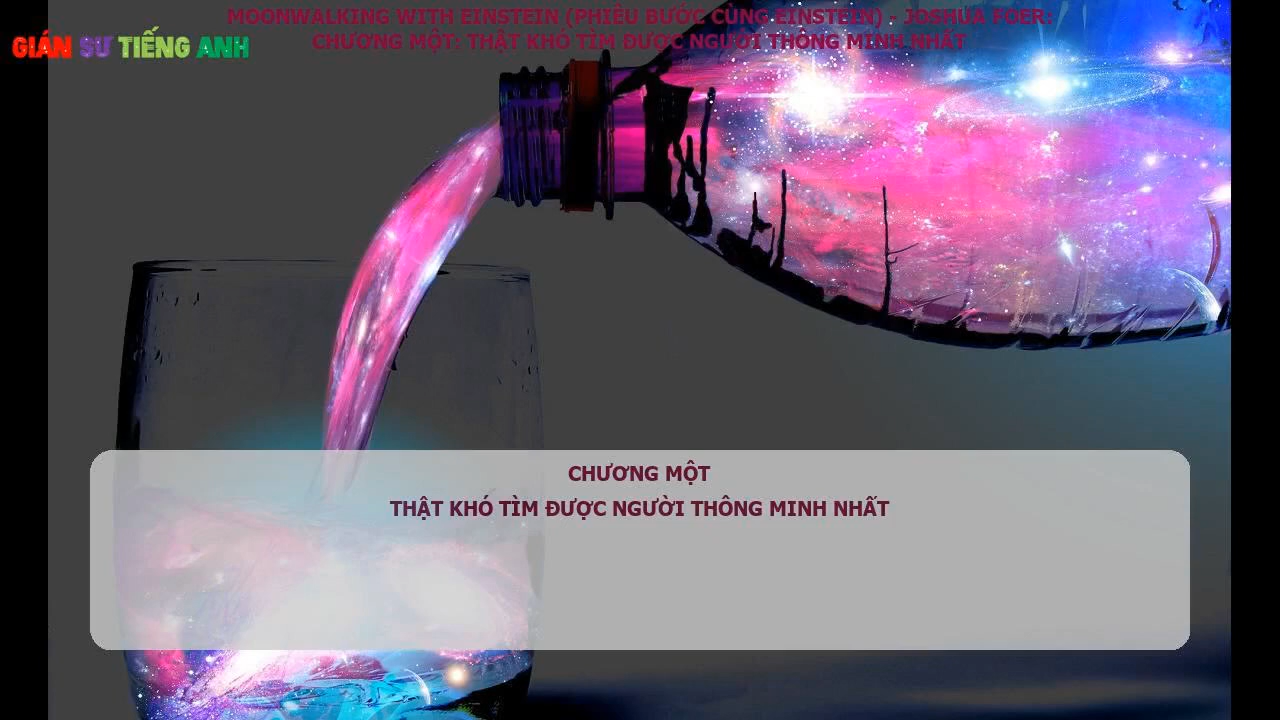 MOONWALKING WITH EINSTEIN (PHIÊU BƯỚC CÙNG EINSTEIN) - JOSHUA FOER:
CHƯƠNG MỘT: THẬT KHÓ TÌM ĐƯỢC NGƯỜI THÔNG MINH NHẤT
GIÁN SƯ TIẾNG ANH
CHƯƠNG MỘT
THẬT KHÓ TÌM ĐƯỢC NGƯỜI THÔNG MINH NHẤT